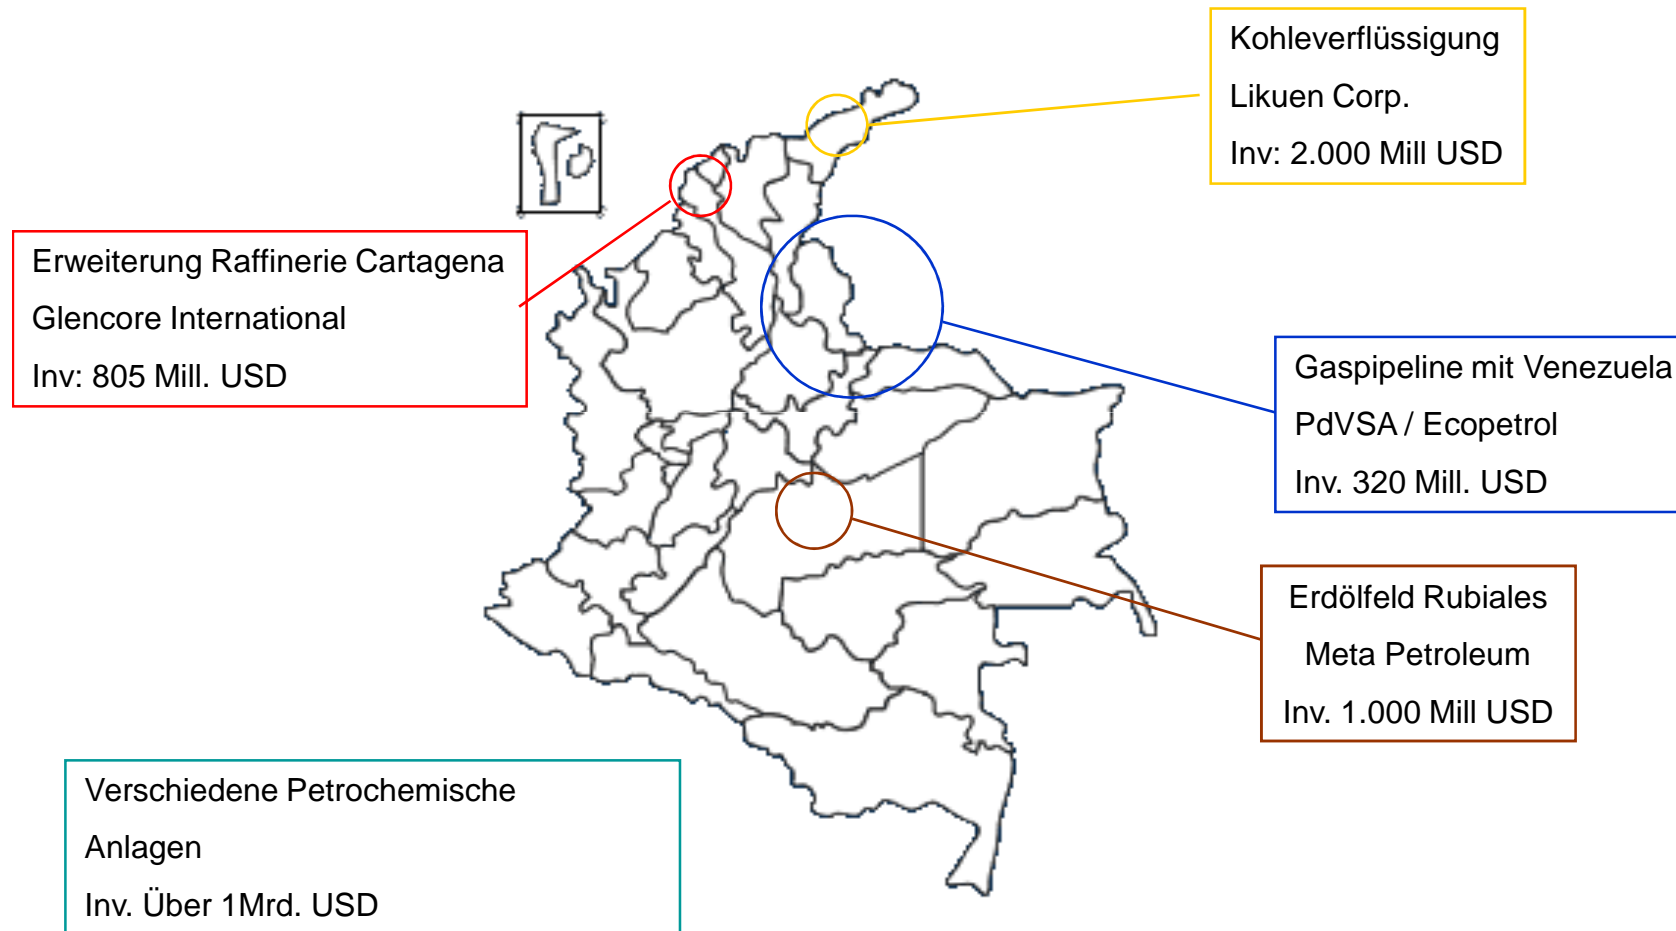 Kohleverflüssigung
Likuen Corp.
Inv: 2.000 Mill USD
Erweiterung Raffinerie Cartagena
Glencore International
Inv: 805 Mill. USD
Gaspipeline mit Venezuela
PdVSA / Ecopetrol
Inv. 320 Mill. USD
Erdölfeld Rubiales
Meta Petroleum
Inv. 1.000 Mill USD
Verschiedene Petrochemische
Anlagen
Inv. Über 1Mrd. USD